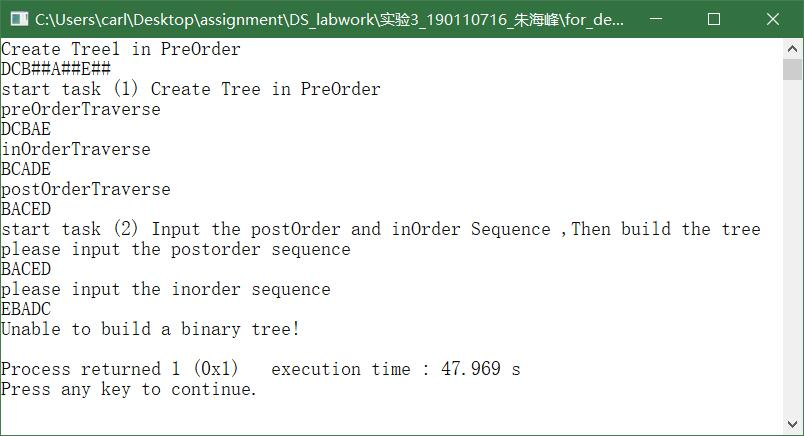 C:\Users\carl\Desktop\assignment\DS_labwork\实验3_190110716_朱海峰\for_de...
Create Tree1 in PreOrder
DCB##A##E##
start task (1) Create Tree in PreOrder
preOrderTraverse
DCBAE
inOrderTraverse
BCADE
postOrderTraverse
BACED
start task (2) Input the postOrder and inOrder Sequence ,Then build the tree
please input the postorder sequence
BACED
please input the inorder sequence
EBADC
Unable to build a binary tree!
Process returned 1 (0x1)   execution time : 47.969 s
Press any key to continue.